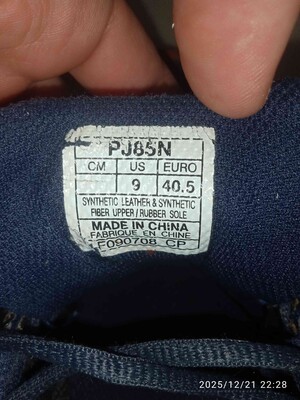 PJ85N
CM US EURO
9 40.5
SYNTHETIC LEATHER & SYNTHETIC
FIBER UPPER / RUBBER SOLE
MADE IN CHINA
FABRIQUE EN CHINE
F090708 CP
2025/12/21 22:28